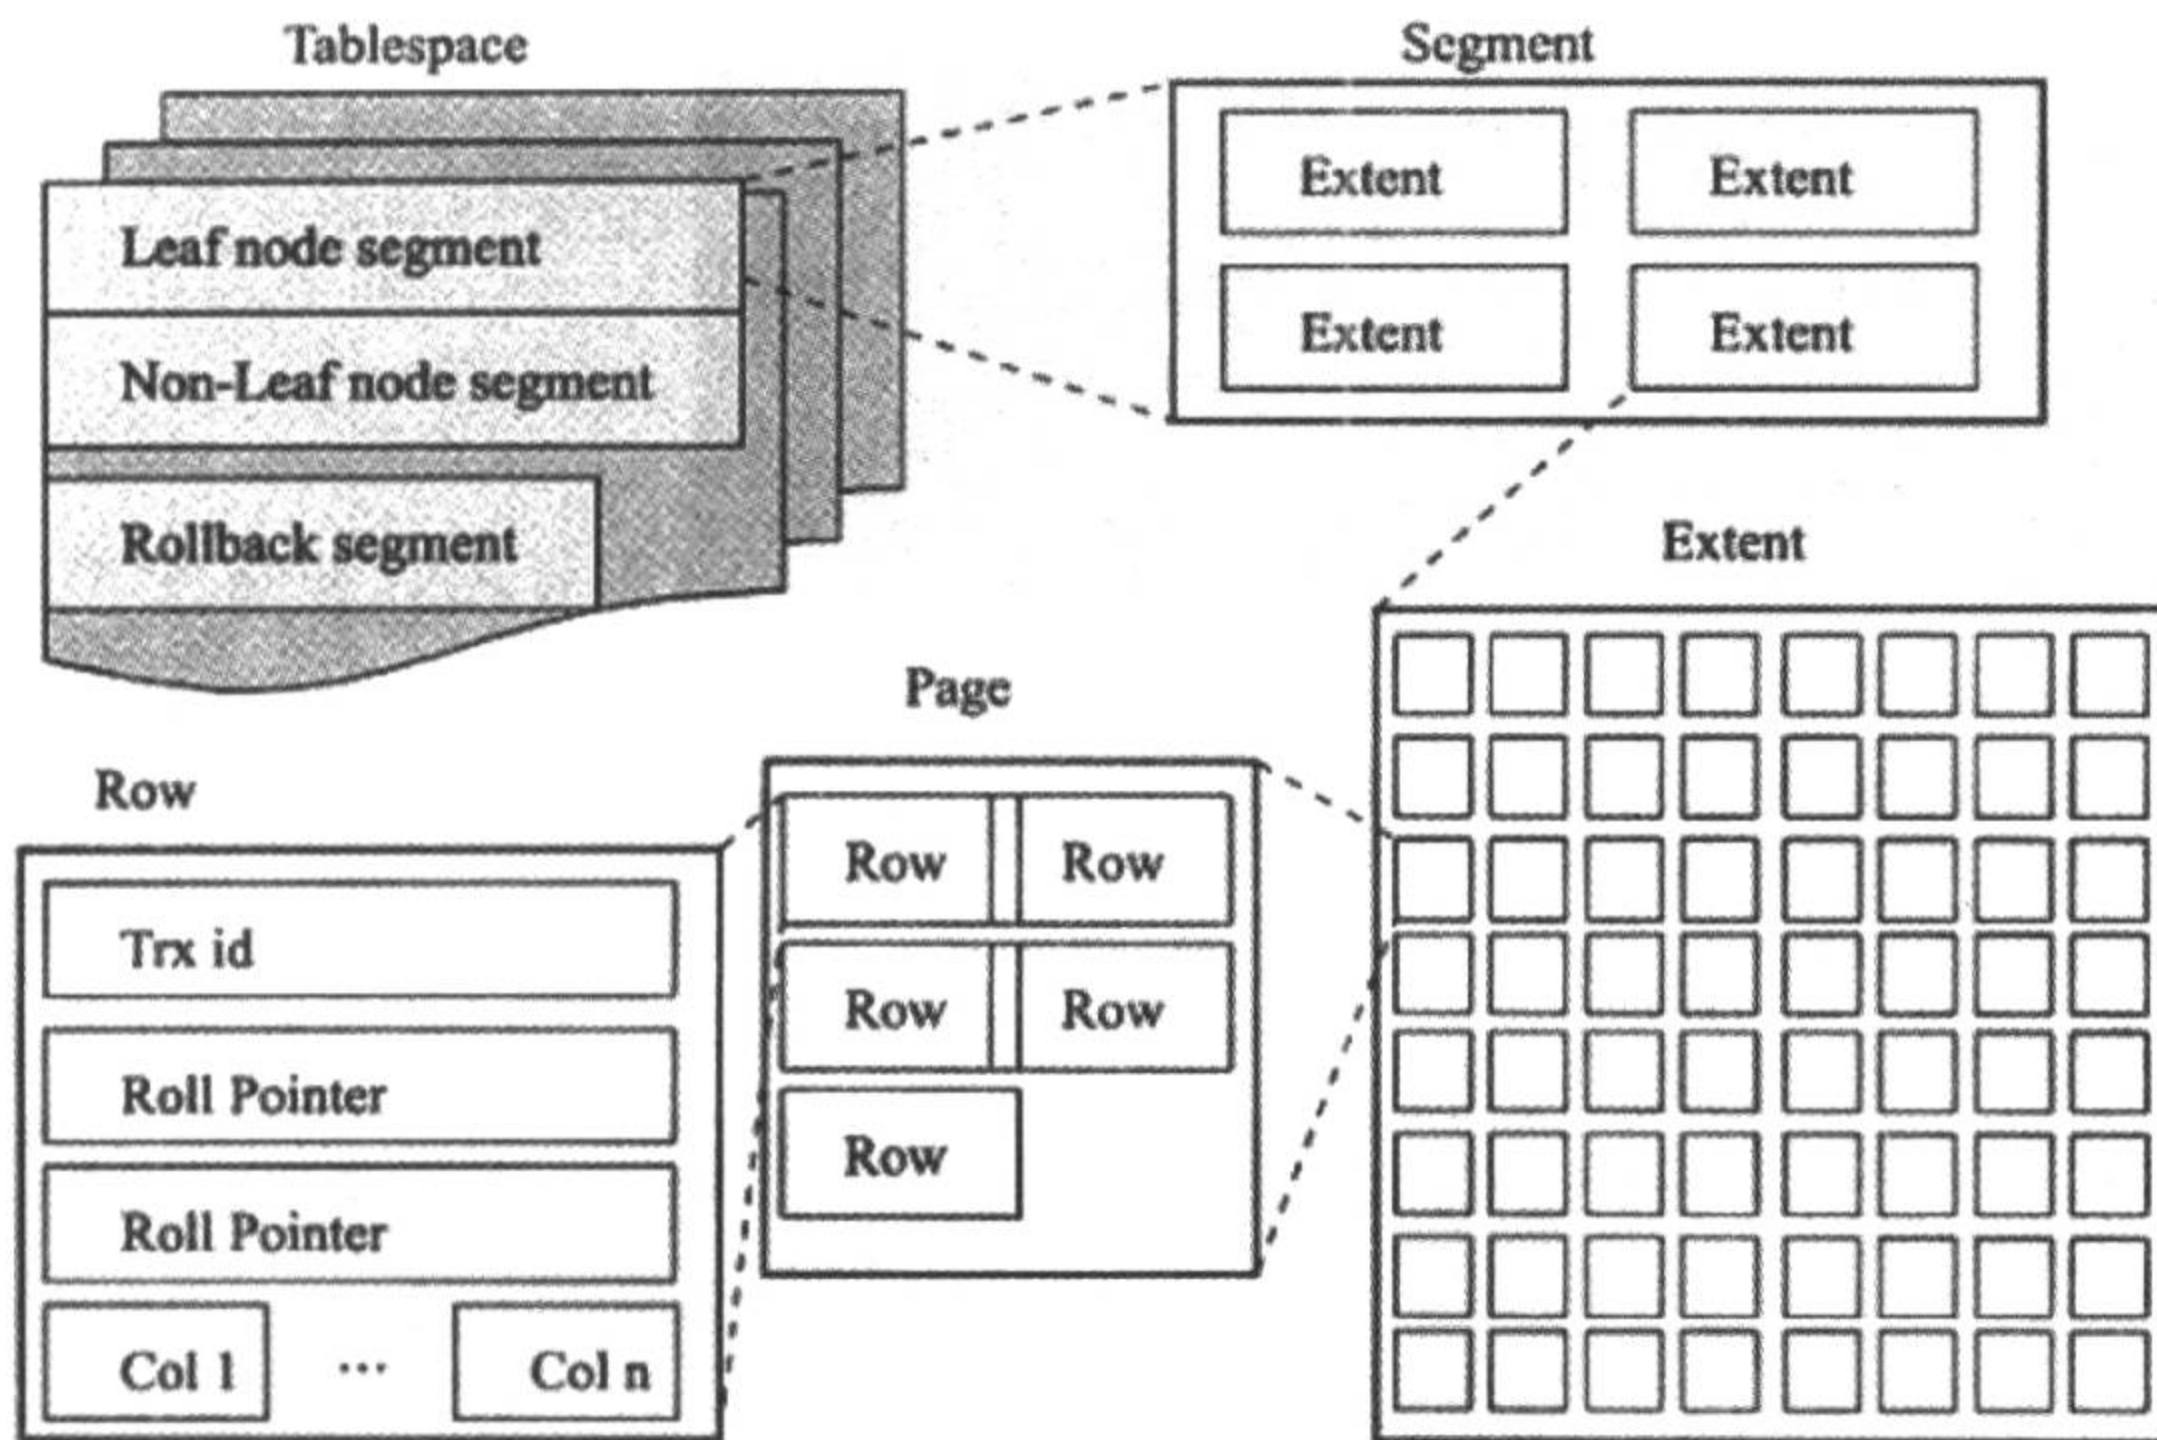 Tablespace
Leaf node segment
Non-Leaf node segment
Rollback segment
Segment
Extent
Extent
Extent
Extent
Extent
Page
Row
Row
Row
Row
Row
Row
Trx id
Roll Pointer
Roll Pointer
Col 1 ... Col n